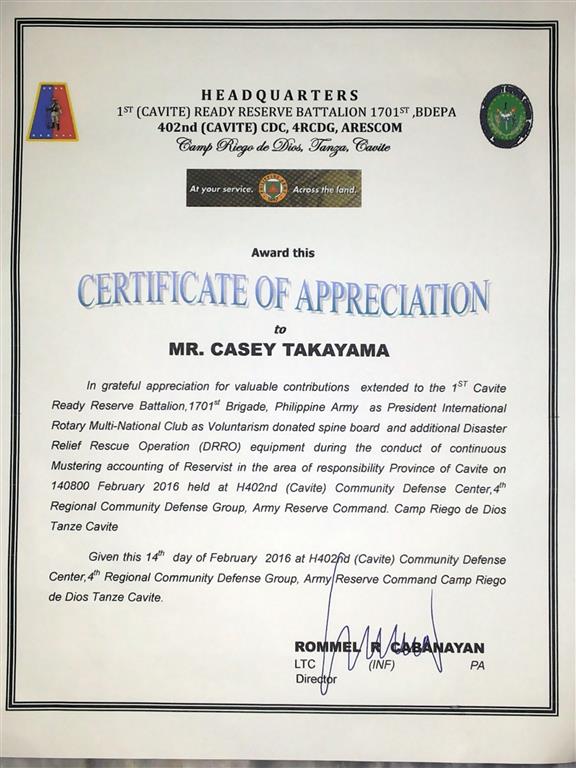 HEADQUARTERS
1ST (CAVITE) READY RESERVE BATTALION 1701ST ,BDEPA
402nd (CAVITE) CDC, 4RCDG, ARESCOM
Camp Riego de Dios, Tanza, Cavite
At your service. Across the land.
Award this
CERTIFICATE OF APPRECIATION
to
MR. CASEY TAKAYAMA
In grateful appreciation for valuable contributions extended to the 1ST Cavite
Ready Reserve Battalion,1701st Brigade, Philippine Army as President International
Rotary Multi-National Club as Voluntarism donated spine board and additional Disaster
Relief Rescue Operation (DRRO) equipment during the conduct of continuous
Mustering accounting of Reservist in the area of responsibility Province of Cavite on
140800 February 2016 held at H402nd (Cavite) Community Defense Center,4th
Regional Community Defense Group, Army Reserve Command. Camp Riego de Dios
Tanze Cavite
Given this 14th day of February 2016 at H402nd (Cavite) Community Defense
Center,4th Regional Community Defense Group, Army Reserve Command Camp Riego
de Dios Tanze Cavite.
ROMMEL R CABANAYAN
LTC (INF) PA
Director